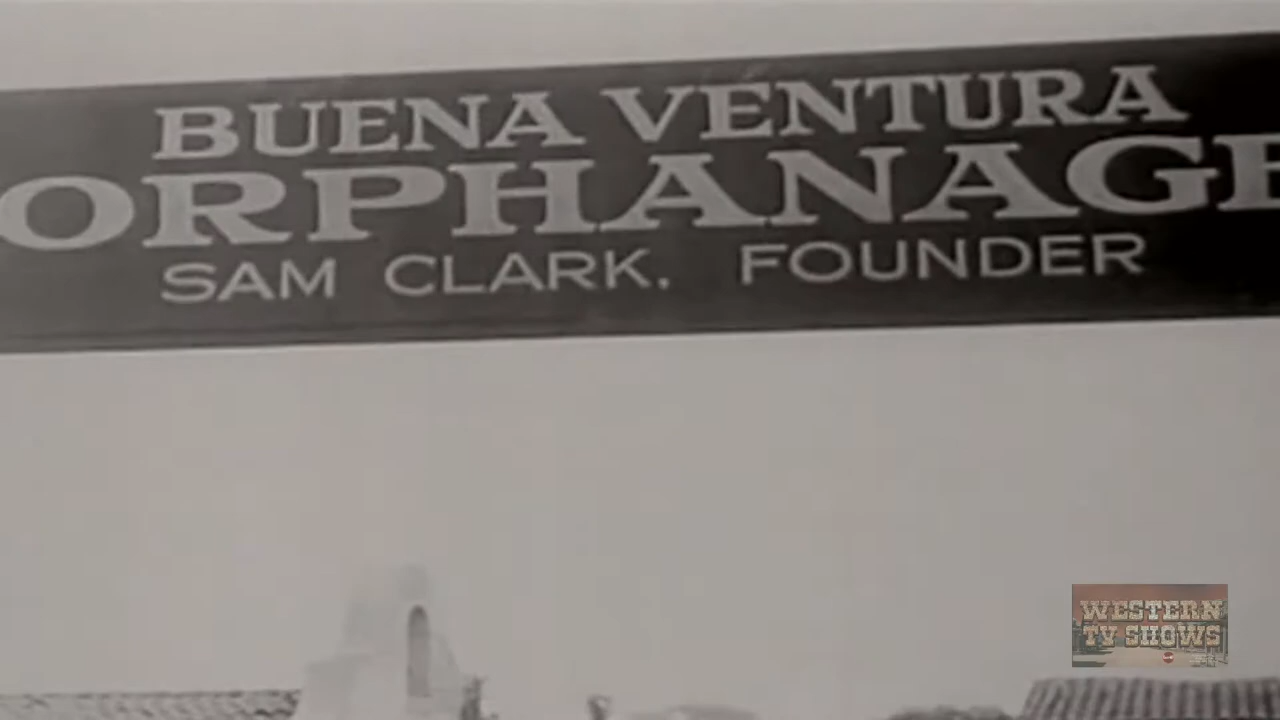 BUENA VENTURA
ORPHANAGE
SAM CLARK. FOUNDER
WESTERN
TV SHOWS